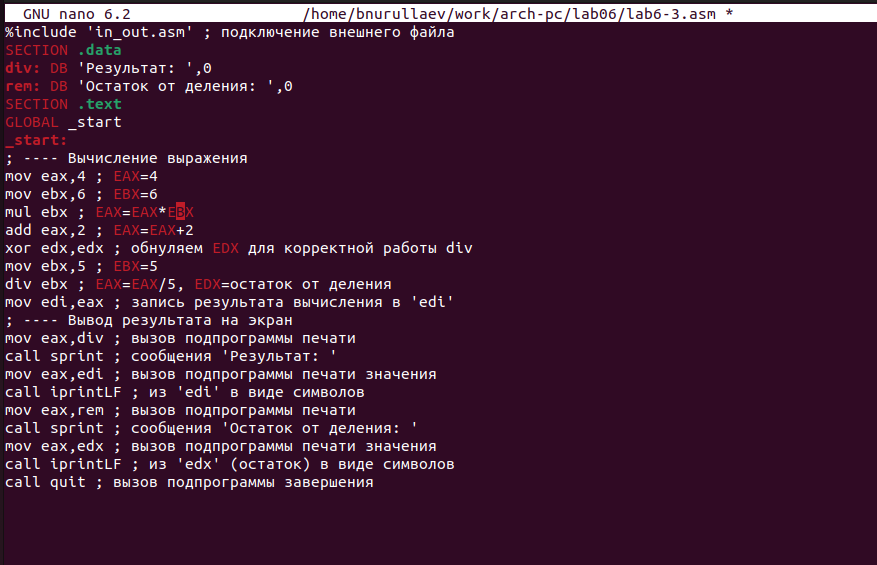 GNU nano 6.2 /home/bnurullaev/work/arch-pc/lab06/lab6-3.asm *
%include 'in_out.asm' ; подключение внешнего файла
SECTION .data
div: DB 'Результат: ',0
rem: DB 'Остаток от деления: ',0
SECTION .text
GLOBAL _start
_start:
; ---- Вычисление выражения
mov eax,4 ; EAX=4
mov ebx,6 ; EBX=6
mul ebx ; EAX=EAX*EBX
add eax,2 ; EAX=EAX+2
xor edx,edx ; обнуляем EDX для корректной работы div
mov ebx,5 ; EBX=5
div ebx ; EAX=EAX/5, EDX=остаток от деления
mov edi,eax ; запись результата вычисления в 'edi'
; ---- Вывод результата на экран
mov eax,div ; вызов подпрограммы печати
call sprint ; сообщения 'Результат: '
mov eax,edi ; вызов подпрограммы печати значения
call iprintLF ; из 'edi' в виде символов
mov eax,rem ; вызов подпрограммы печати
call sprint ; сообщения 'Остаток от деления: '
mov eax,edx ; вызов подпрограммы печати значения
call iprintLF ; из 'edx' (остаток) в виде символов
call quit ; вызов подпрограммы завершения